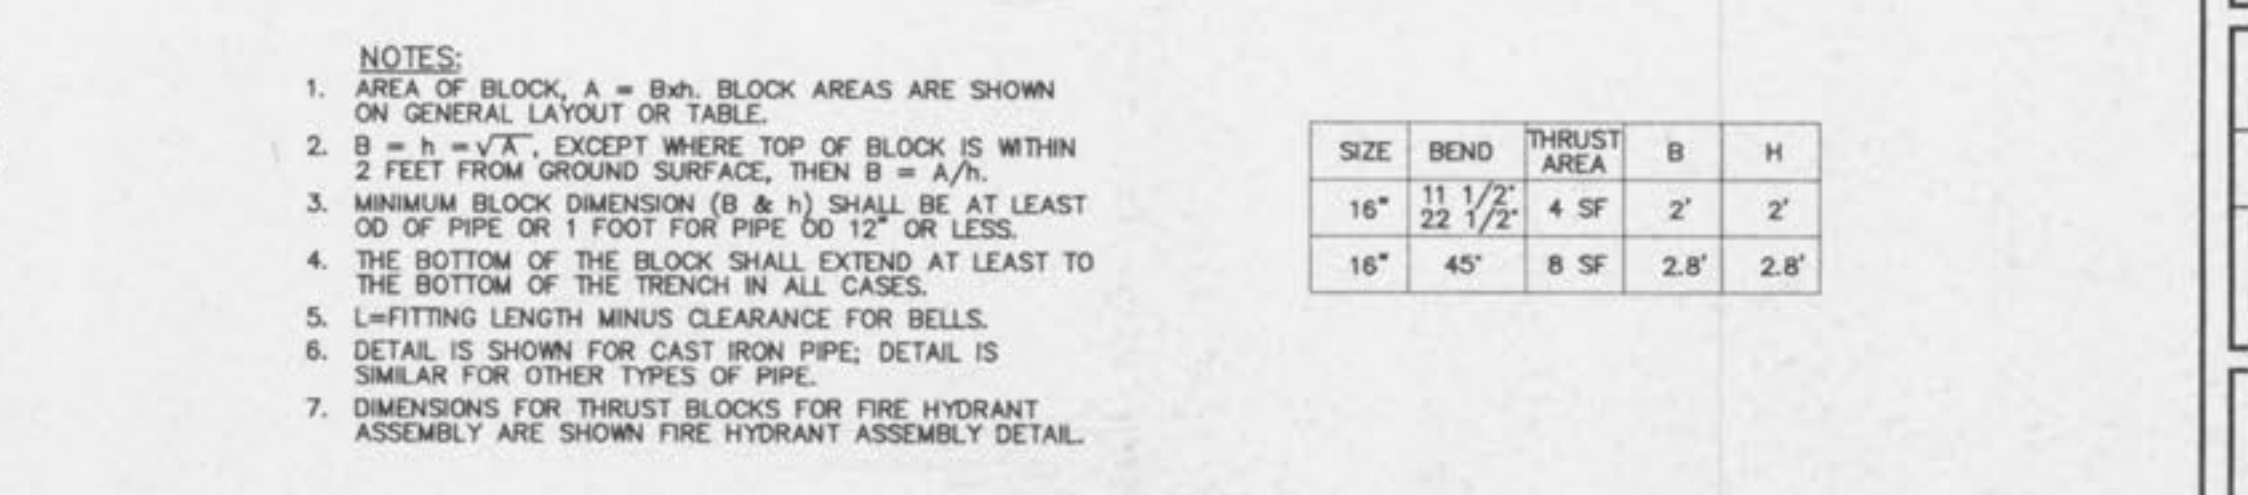 NOTES:
1. AREA OF BLOCK, A = Bxh. BLOCK AREAS ARE SHOWN
ON GENERAL LAYOUT OR TABLE.
2. B = h = √A, EXCEPT WHERE TOP OF BLOCK IS WITHIN
2 FEET FROM GROUND SURFACE, THEN B = A/h.
3. MINIMUM BLOCK DIMENSION (B & h) SHALL BE AT LEAST
OD OF PIPE OR 1 FOOT FOR PIPE OD 12" OR LESS.
4. THE BOTTOM OF THE BLOCK SHALL EXTEND AT LEAST TO
THE BOTTOM OF THE TRENCH IN ALL CASES.
5. L=FITTING LENGTH MINUS CLEARANCE FOR BELLS.
6. DETAIL IS SHOWN FOR CAST IRON PIPE; DETAIL IS
SIMILAR FOR OTHER TYPES OF PIPE.
7. DIMENSIONS FOR THRUST BLOCKS FOR FIRE HYDRANT
ASSEMBLY ARE SHOWN FIRE HYDRANT ASSEMBLY DETAIL.
SIZE BEND THRUST AREA B H
16" 11 1/2° 22 1/2° 4 SF 2' 2'
16" 45° 8 SF 2.8' 2.8'